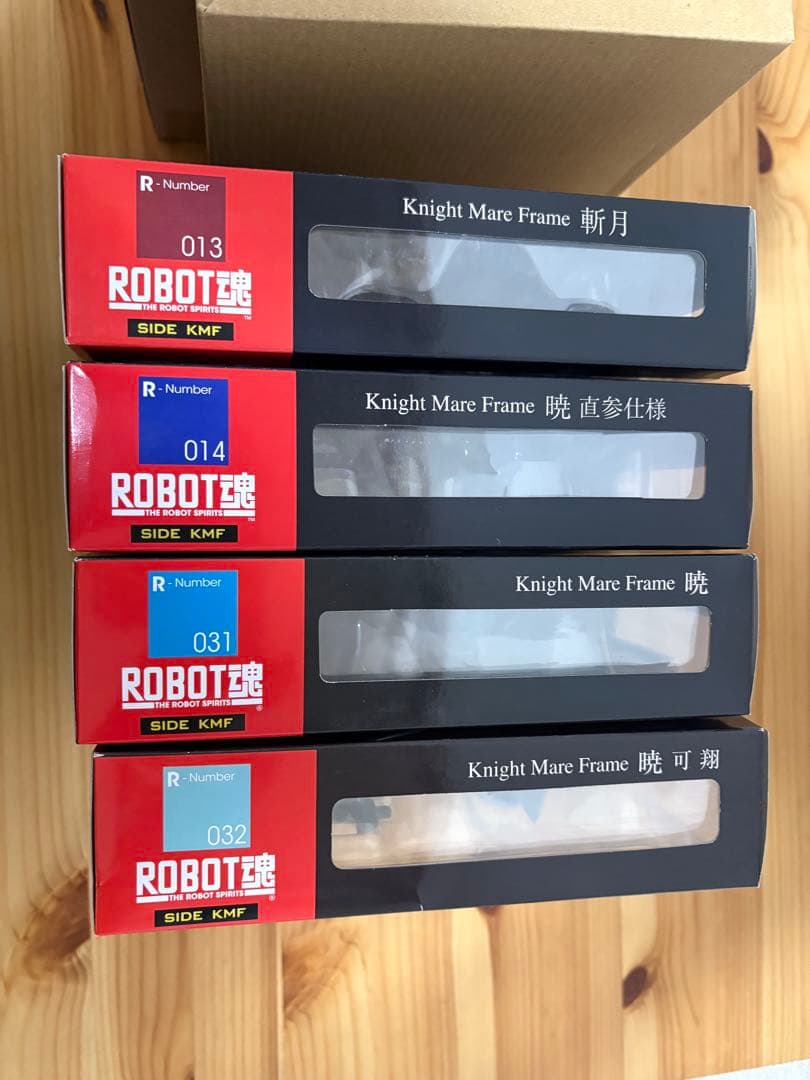 R - Number
013
ROBOT魂
THE ROBOT SPIRITS
TM
SIDE KMF
Knight Mare Frame 斬月
R - Number
014
ROBOT魂
THE ROBOT SPIRITS
TM
SIDE KMF
Knight Mare Frame 暁 直参仕様
R - Number
031
ROBOT魂
THE ROBOT SPIRITS
®
SIDE KMF
Knight Mare Frame 暁
R - Number
032
ROBOT魂
THE ROBOT SPIRITS
®
SIDE KMF
Knight Mare Frame 暁 可 翔